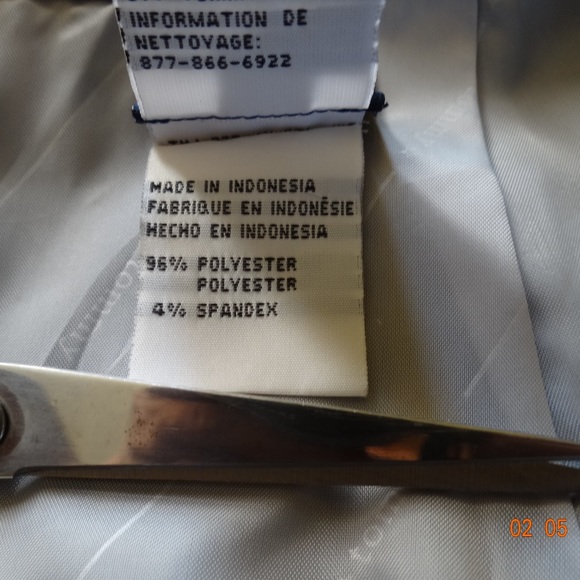 INFORMATION DE
NETTOYAGE:
877-866-6922
MADE IN INDONESIA
FABRIQUE EN INDONÉSIE
HECHO EN INDONESIA
96% POLYESTER
POLYESTER
4% SPANDEX
02 05